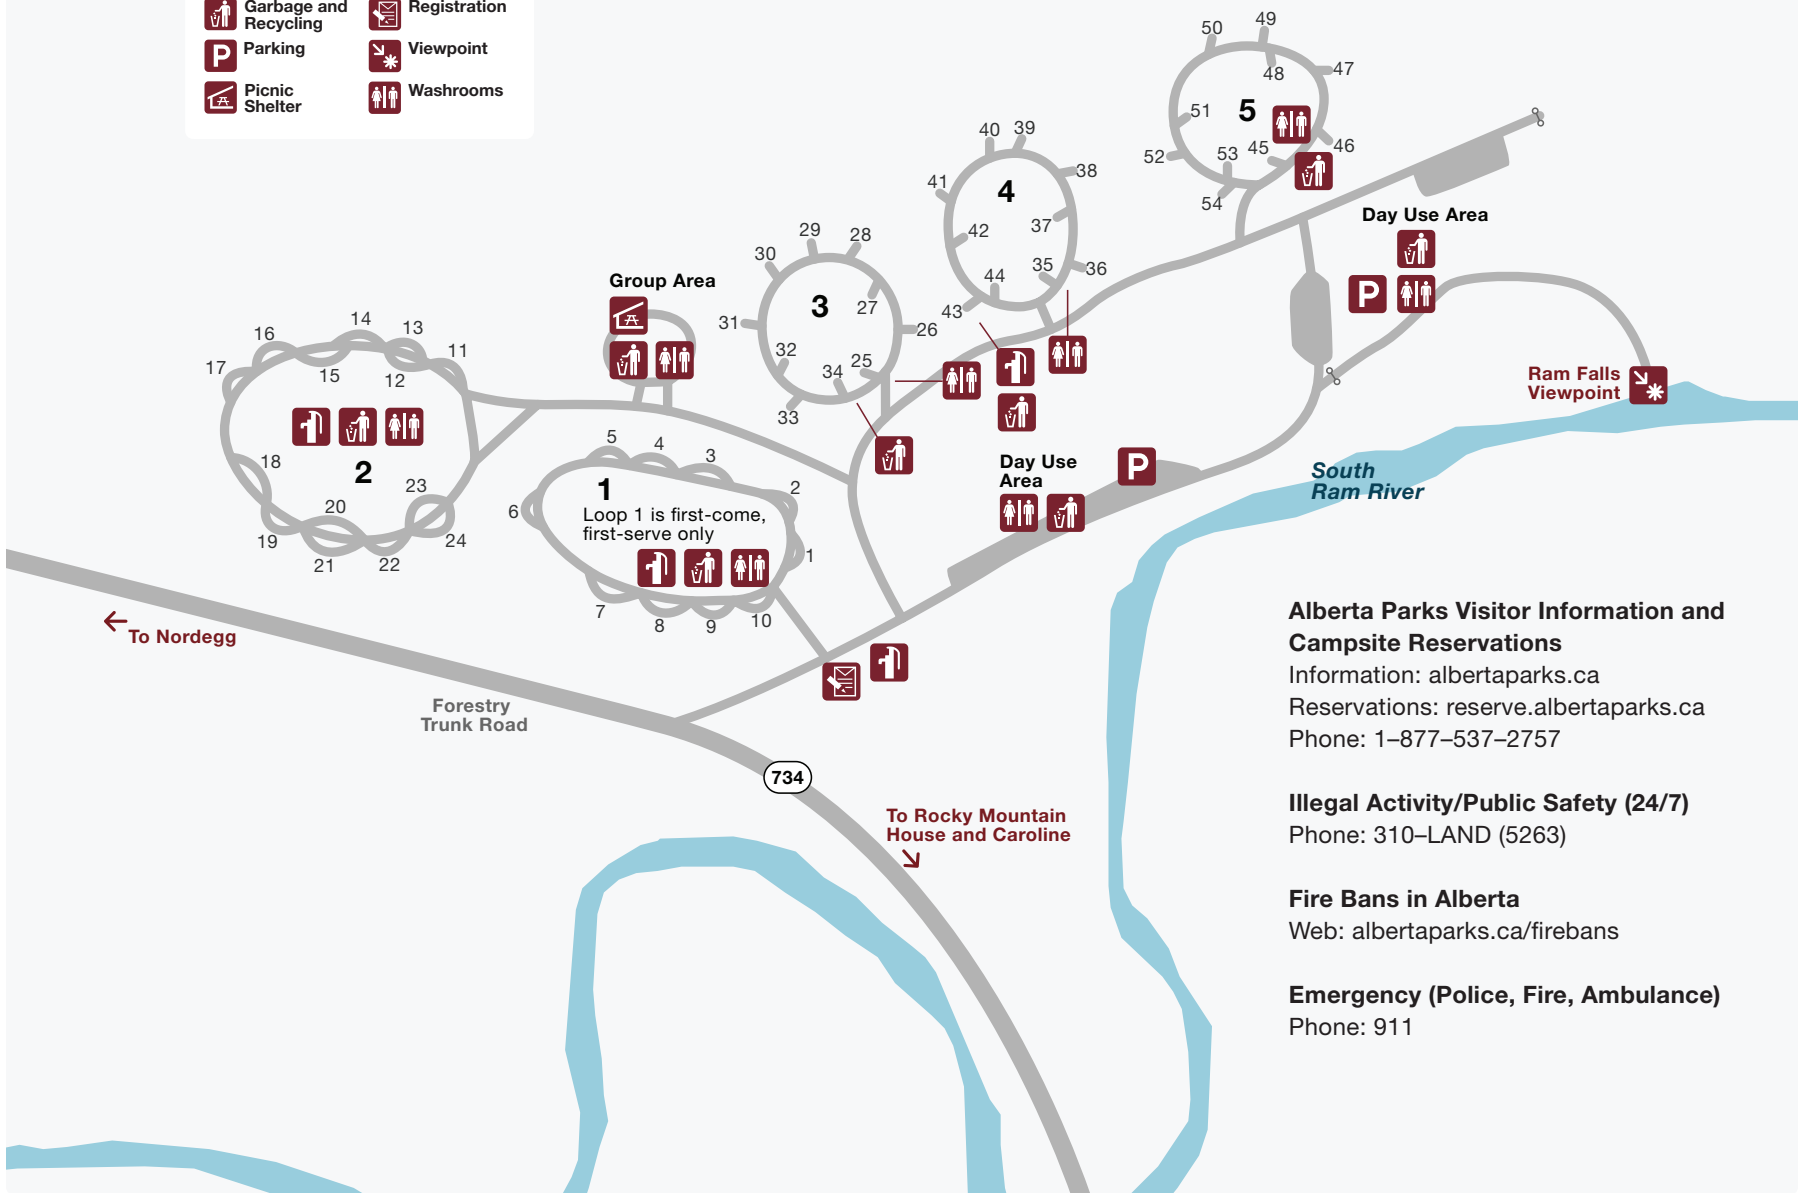 Garbage and
Recycling
Registration
P
Parking
Viewpoint
Picnic
Shelter
Washrooms
50
49
48
47
51
5
46
45
53
52
54
40
39
38
41
4
37
42
35
36
44
43
Day Use Area
P
29
28
30
3
27
31
26
32
25
34
33
Group Area
14
13
16
11
17
15
12
18
2
23
20
19
24
21
22
5
4
3
2
1
6
Loop 1 is first-come,
first-serve only
1
7
8
9
10
Day Use
Area
P
Ram Falls
Viewpoint
South
Ram River
To Nordegg
Forestry
Trunk Road
734
To Rocky Mountain
House and Caroline
Alberta Parks Visitor Information and
Campsite Reservations
Information: albertaparks.ca
Reservations: reserve.albertaparks.ca
Phone: 1–877–537–2757
Illegal Activity/Public Safety (24/7)
Phone: 310–LAND (5263)
Fire Bans in Alberta
Web: albertaparks.ca/firebans
Emergency (Police, Fire, Ambulance)
Phone: 911